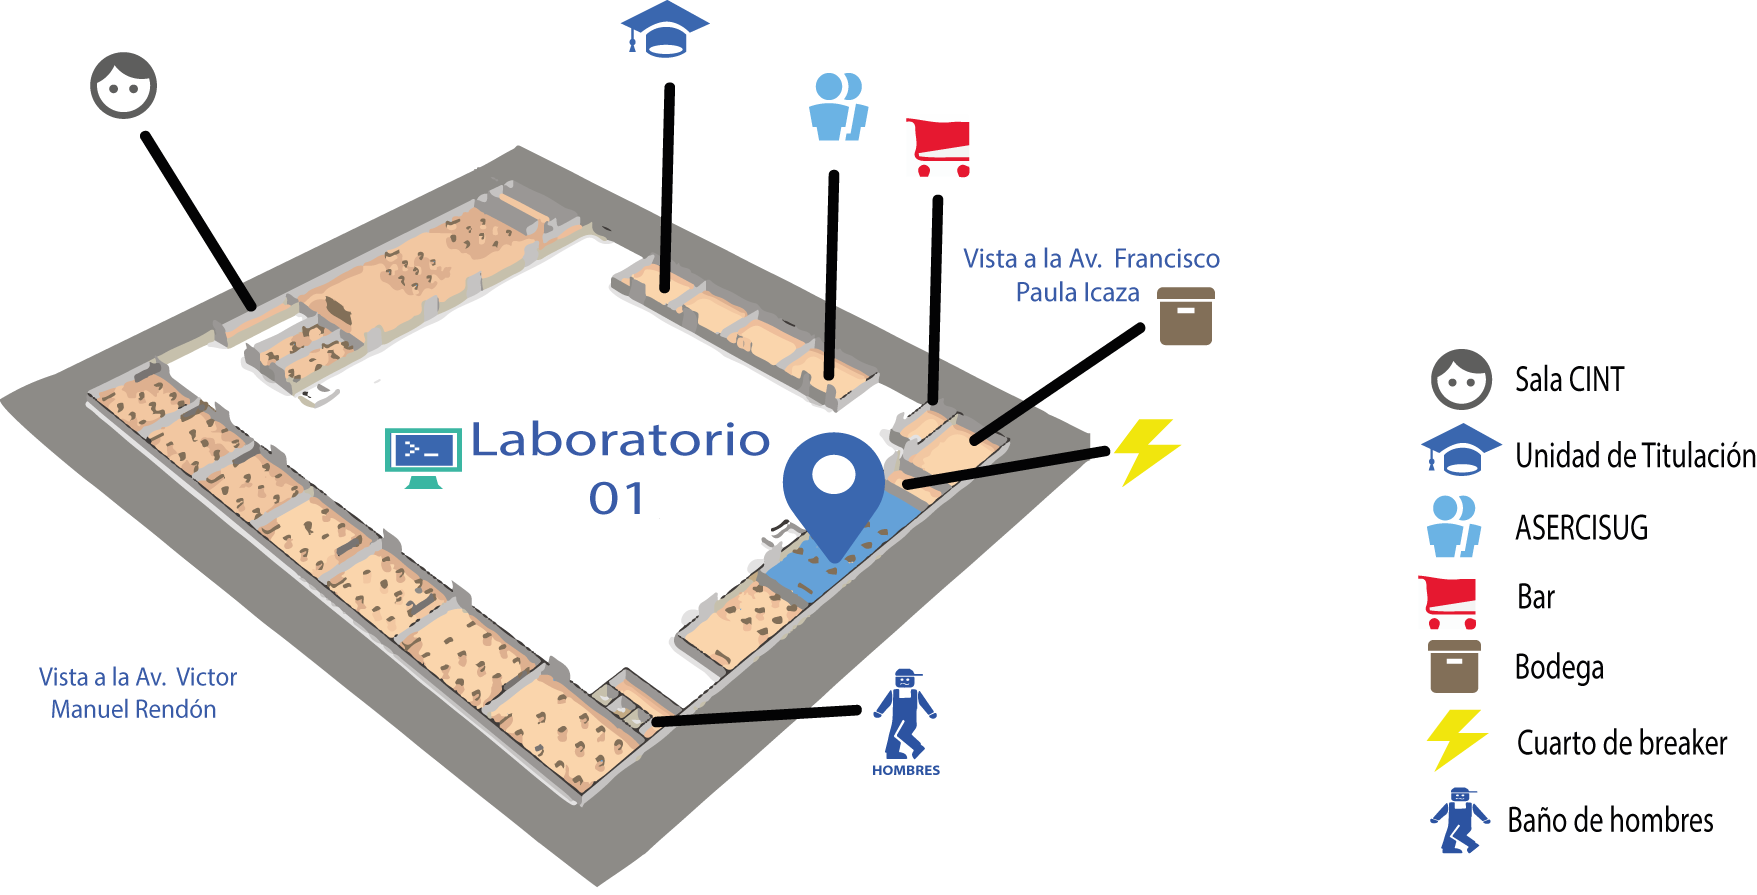 Vista a la Av. Francisco
Paula Icaza
Laboratorio
01
Vista a la Av. Victor
Manuel Rendón
HOMBRES
Sala CINT
Unidad de Titulación
ASERCISUG
Bar
Bodega
Cuarto de breaker
Baño de hombres